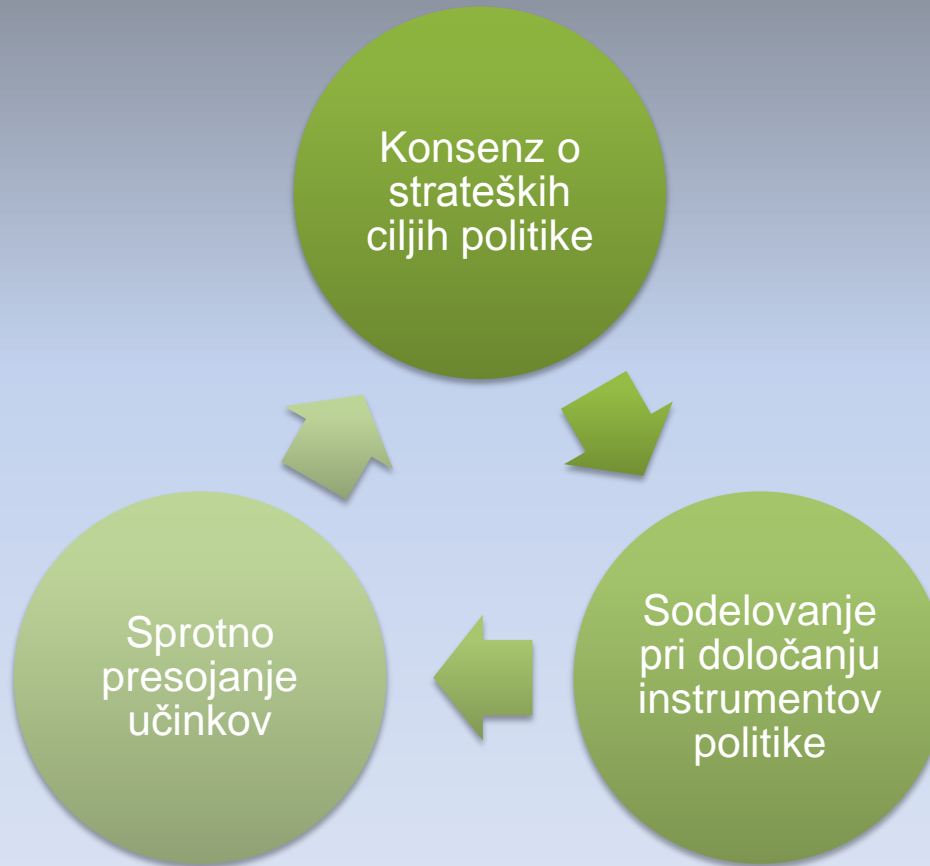 Konsenz o
strateških
ciljih politike
Sodelovanje
pri določanju
instrumentov
politike
Sprotno
presojanje
učinkov